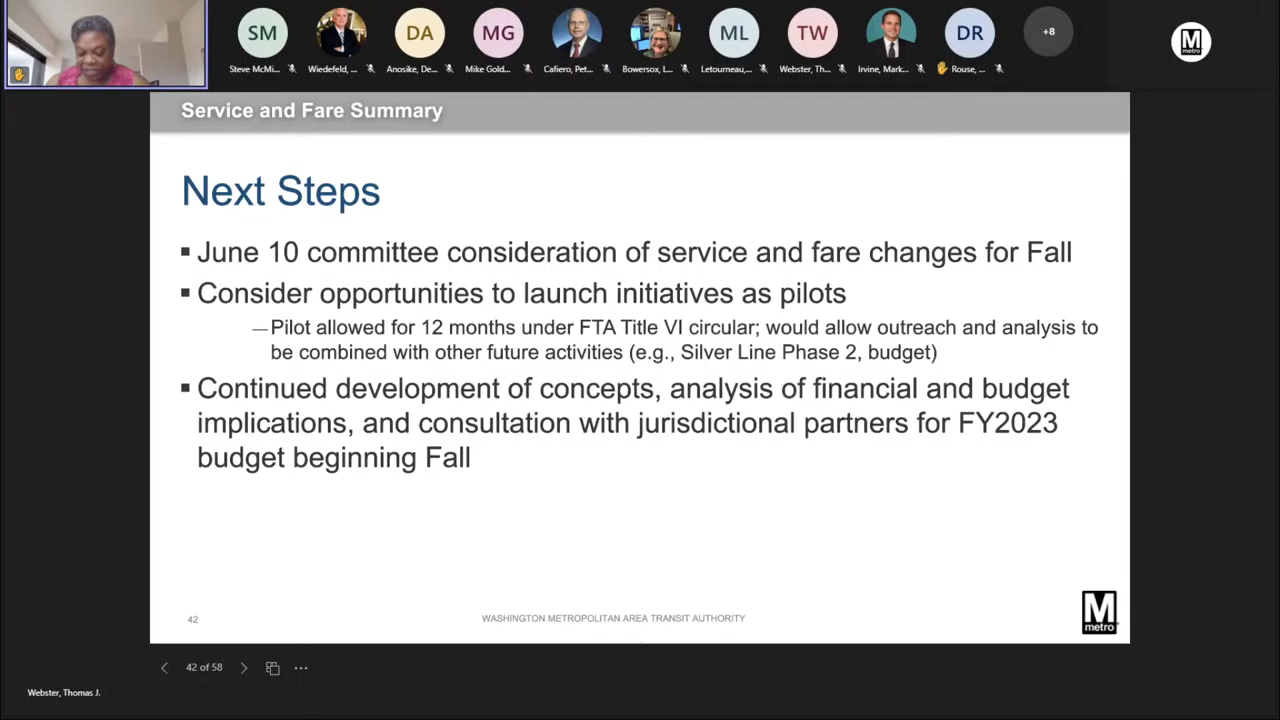 SM
DA
MG
ML
TW
DR
+8
M
metro
Steve McMi...
Wiedefeld, ...
Anosike, De...
Mike Gold...
Cafiero, Pet...
Bowersox, L...
Letourneau,...
Webster, Th...
Irvine, Mark...
Rouse, ...
Service and Fare Summary
Next Steps
▪ June 10 committee consideration of service and fare changes for Fall
▪ Consider opportunities to launch initiatives as pilots
—Pilot allowed for 12 months under FTA Title VI circular; would allow outreach and analysis to
be combined with other future activities (e.g., Silver Line Phase 2, budget)
▪ Continued development of concepts, analysis of financial and budget
implications, and consultation with jurisdictional partners for FY2023
budget beginning Fall
42
WASHINGTON METROPOLITAN AREA TRANSIT AUTHORITY
M
metro
42 of 58
Webster, Thomas J.